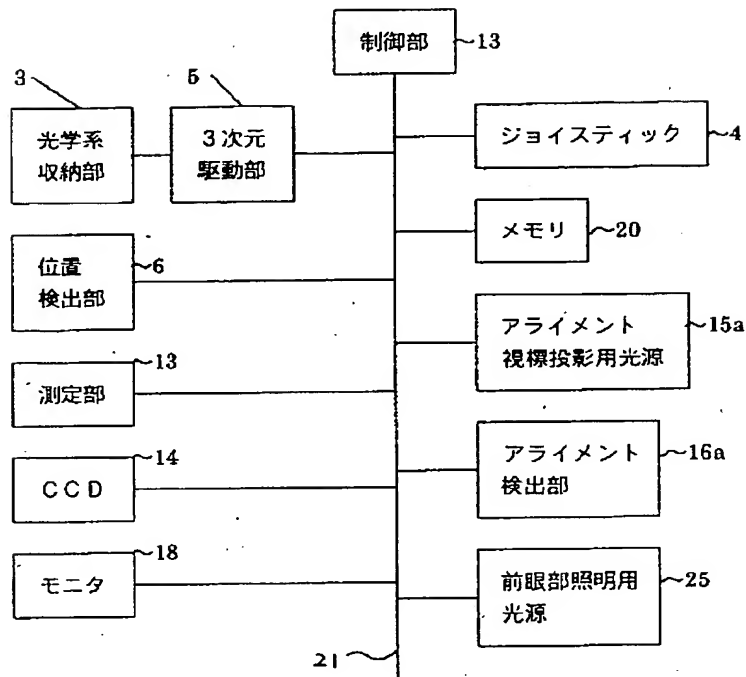 制御部
13
3
5
光学系
収納部
3次元
駆動部
ジョイスティック
4
メモリ
20
位置
検出部
6
アライメント
視標投影用光源
15a
13
測定部
14
CCD
アライメント
検出部
16a
18
モニタ
前眼部照明用
光源
25
21